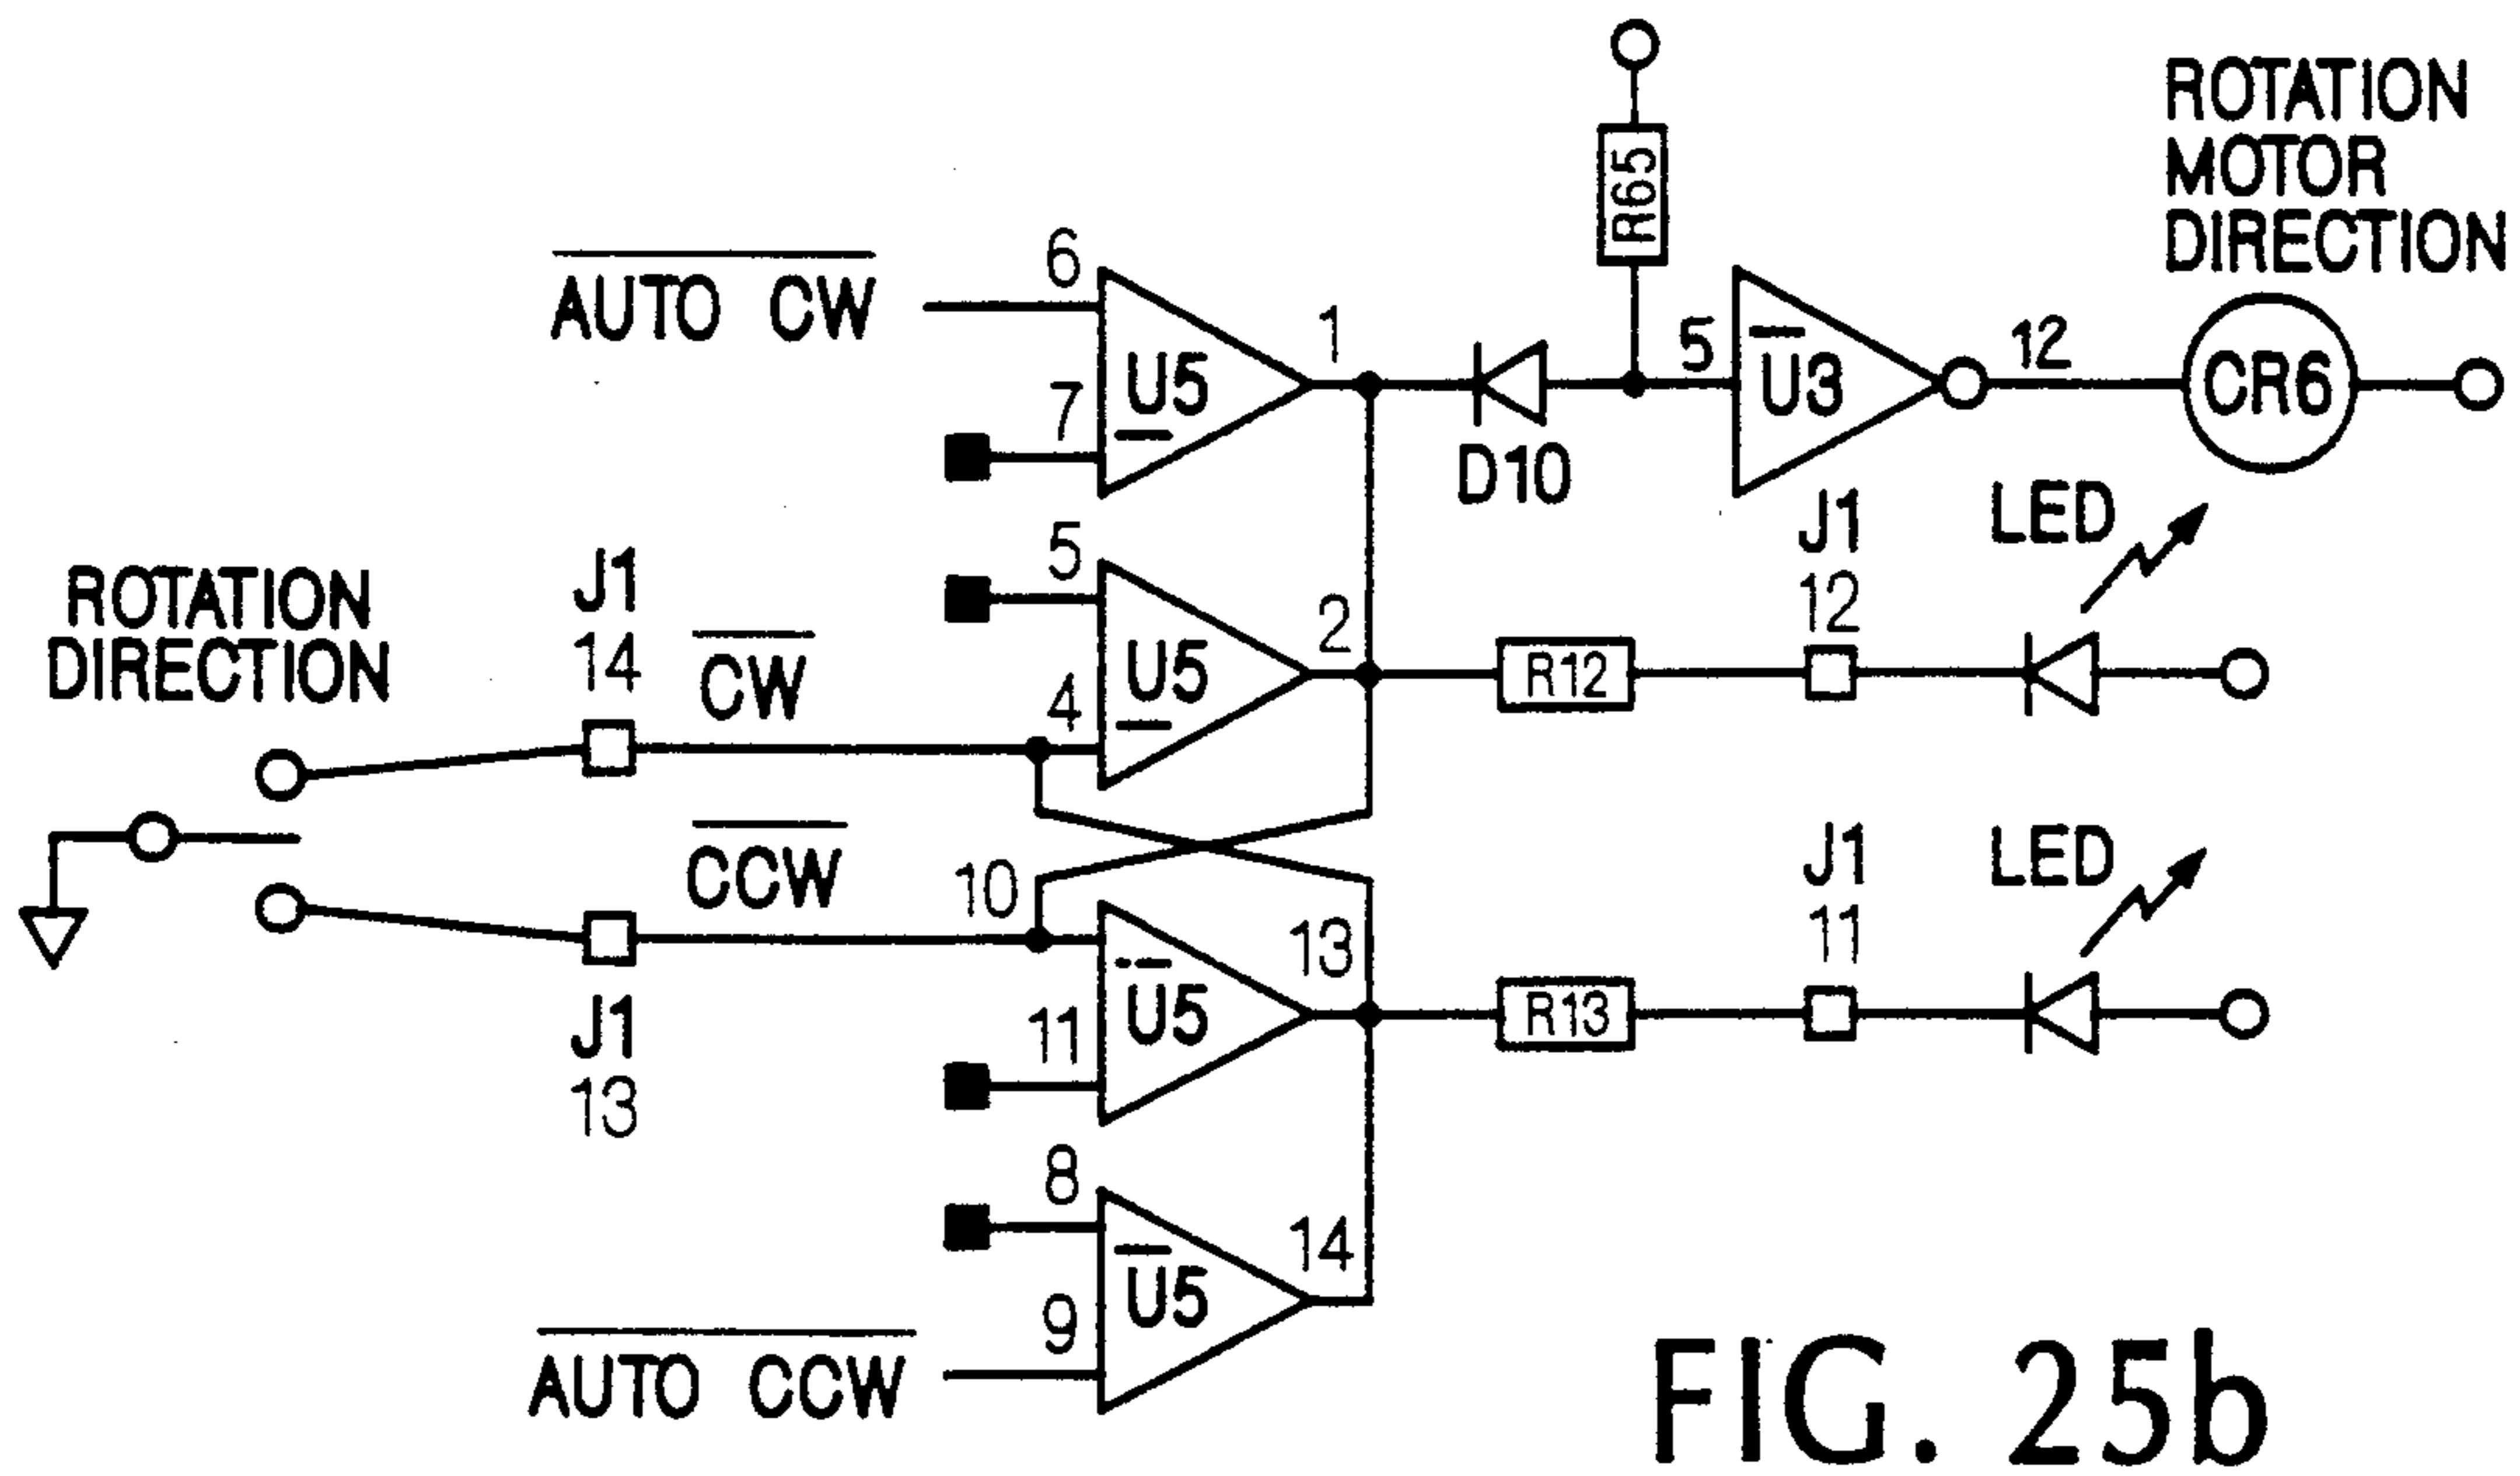 ROTATION
MOTOR
DIRECTION
R65
AUTO CW
6
7
U5
1
D10
5
U3
12
CR6
LED
J1
12
ROTATION
DIRECTION
J1
14
CW
5
4
U5
2
R12
CCW
10
J1
13
11
U5
13
R13
J1
11
LED
8
9
U5
14
AUTO CCW
FIG. 25b